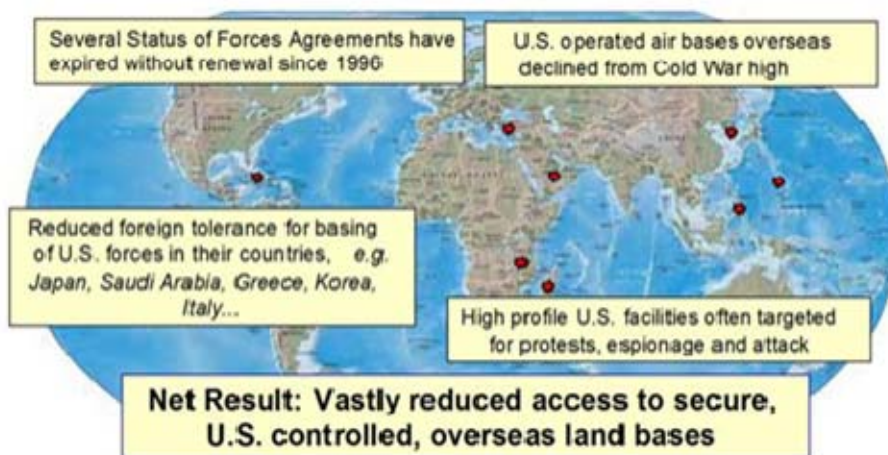 Several Status of Forces Agreements have
expired without renewal since 1996
U.S. operated air bases overseas
declined from Cold War high
Reduced foreign tolerance for basing
of U.S. forces in their countries, e.g.
Japan, Saudi Arabia, Greece, Korea,
Italy...
High profile U.S. facilities often targeted
for protests, espionage and attack
Net Result: Vastly reduced access to secure,
U.S. controlled, overseas land bases